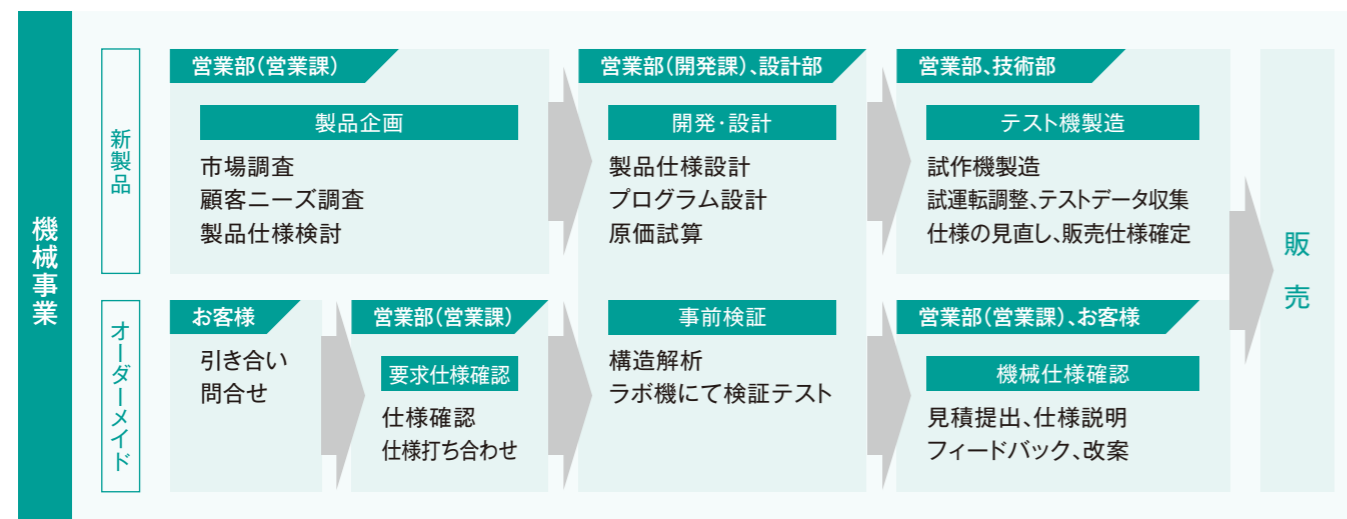 機械事業
新製品
営業部（営業課）
製品企画
市場調査
顧客ニーズ調査
製品仕様検討
営業部（開発課）、設計部
開発・設計
製品仕様設計
プログラム設計
原価試算
営業部、技術部
テスト機製造
試作機製造
試運転調整、テストデータ収集
仕様の見直し、販売仕様確定
オーダーメイド
お客様
引き合い
問合せ
営業部（営業課）
要求仕様確認
仕様確認
仕様打ち合わせ
事前検証
構造解析
ラボ機にて検証テスト
営業部（営業課）、お客様
機械仕様確認
見積提出、仕様説明
フィードバック、改案
販売